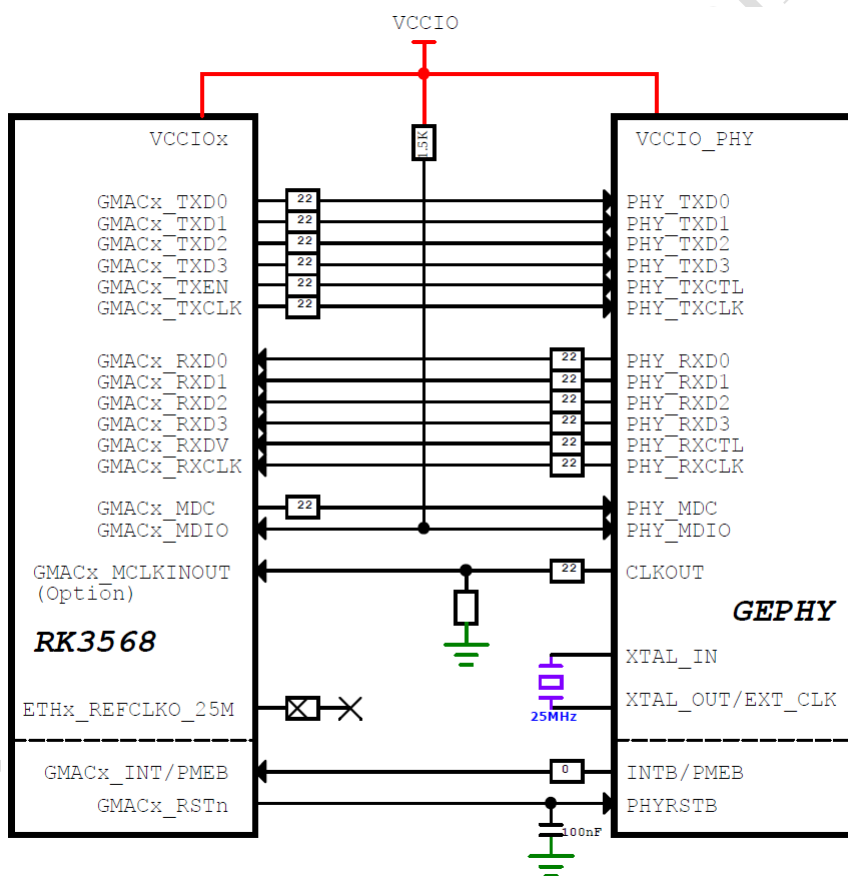 VCCIO
VCCIOx
1.5K
VCCIO_PHY
GMACx_TXD0 22 PHY_TXD0
GMACx_TXD1 22 PHY_TXD1
GMACx_TXD2 22 PHY_TXD2
GMACx_TXD3 22 PHY_TXD3
GMACx_TXEN 22 PHY_TXCTL
GMACx_TXCLK 22 PHY_TXCLK
GMACx_RXD0 22 PHY_RXD0
GMACx_RXD1 22 PHY_RXD1
GMACx_RXD2 22 PHY_RXD2
GMACx_RXD3 22 PHY_RXD3
GMACx_RXDV 22 PHY_RXCTL
GMACx_RXCLK 22 PHY_RXCLK
GMACx_MDC 22 PHY_MDC
GMACx_MDIO PHY_MDIO
GMACx_MCLKINOUT 22 CLKOUT
(Option)
GEPHY
RK3568
XTAL_IN
XTAL_OUT/EXT_CLK
ETHx_REFCLKO_25M
25MHz
GMACx_INT/PMEB 0 INTB/PMEB
GMACx_RSTn PHYRSTB
100nF